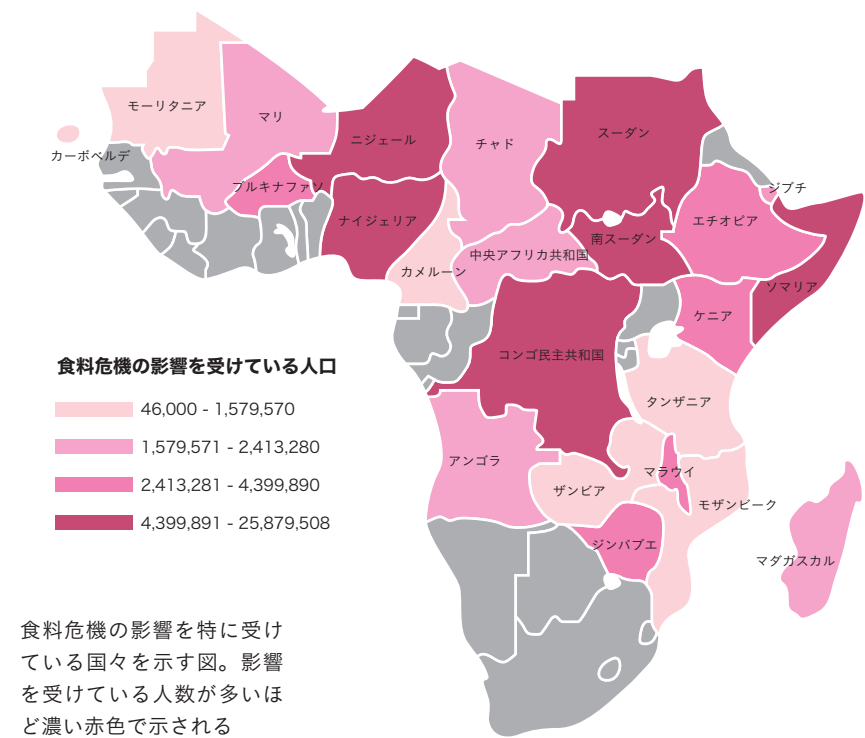 モーリタニア
マリ
ニジェール
チャド
スーダン
カーボベルデ
ブルキナファソ
ジブチ
ナイジェリア
エチオピア
南スーダン
中央アフリカ共和国
カメルーン
ソマリア
ケニア
コンゴ民主共和国
食料危機の影響を受けている人口
46,000 - 1,579,570
1,579,571 - 2,413,280
2,413,281 - 4,399,890
4,399,891 - 25,879,508
タンザニア
アンゴラ
マラウイ
ザンビア
モザンビーク
ジンバブエ
マダガスカル
食料危機の影響を特に受け
ている国々を示す図。影響
を受けている人数が多いほ
ど濃い赤色で示される